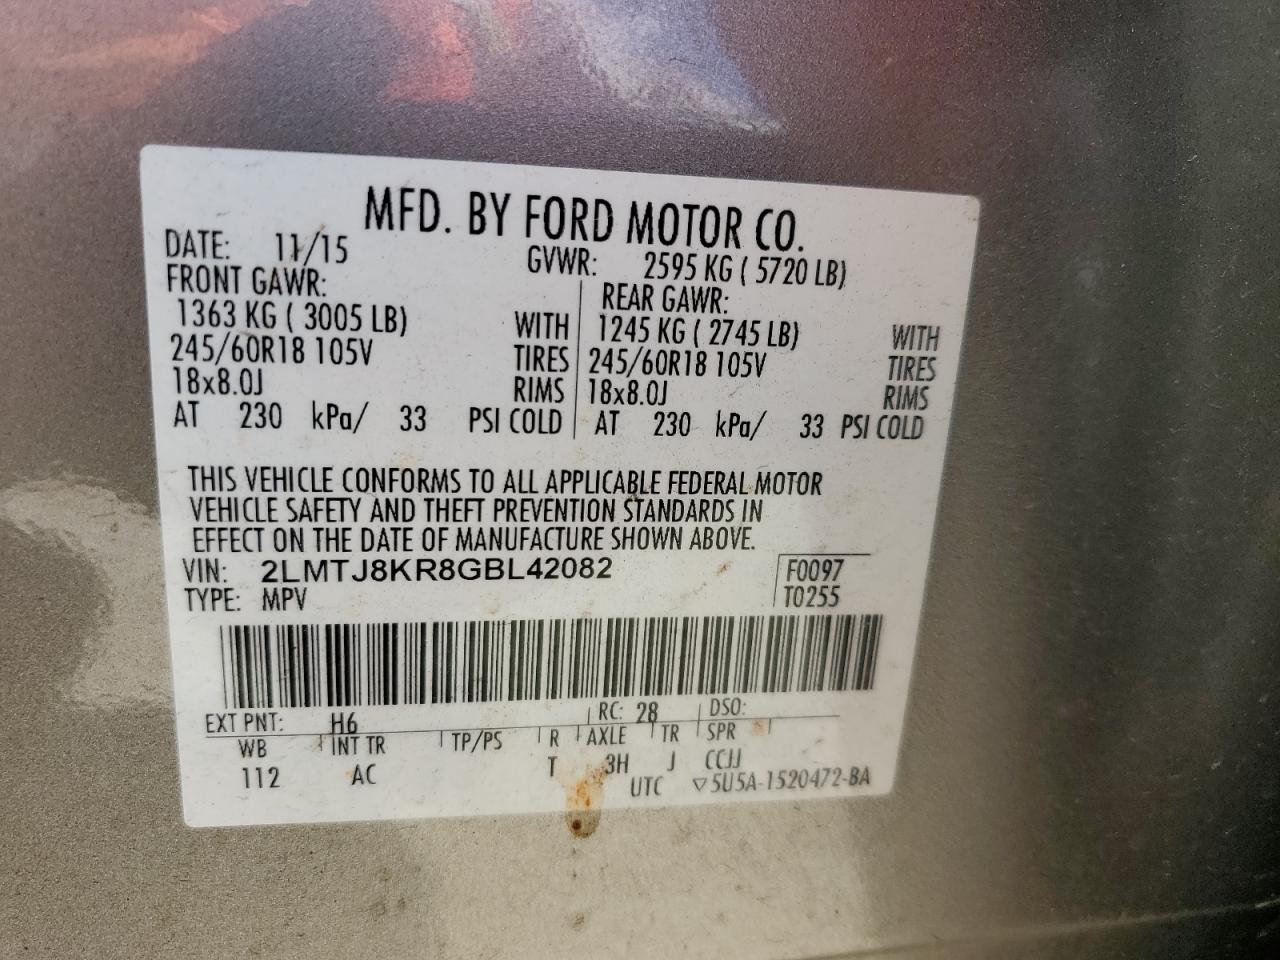 MFD. BY FORD MOTOR CO.
DATE: 11/15
GVWR: 2595 KG ( 5720 LB)
FRONT GAWR:
1363 KG ( 3005 LB) WITH
245/60R18 105V TIRES
18x8.0J RIMS
AT 230 kPa/ 33 PSI COLD
REAR GAWR:
1245 KG ( 2745 LB) WITH
245/60R18 105V TIRES
18x8.0J RIMS
AT 230 kPa/ 33 PSI COLD
THIS VEHICLE CONFORMS TO ALL APPLICABLE FEDERAL MOTOR
VEHICLE SAFETY AND THEFT PREVENTION STANDARDS IN
EFFECT ON THE DATE OF MANUFACTURE SHOWN ABOVE.
VIN: 2LMTJ8KR8GBL42082
TYPE: MPV
F0097
T0255
EXT PNT: H6 RC: 28 DSO:
WB INT TR TP/PS R AXLE TR SPR
112 AC T 3H J CCJJ
UTC ▽5U5A-1520472-BA